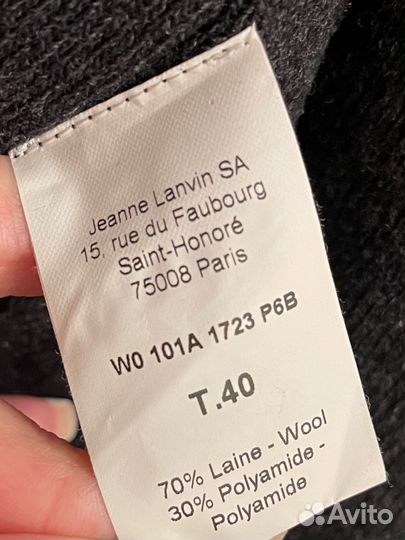 Jeanne Lanvin SA
15, rue du Faubourg
Saint-Honoré
75008 Paris
W0 101A 1723 P6B
T.40
70% Laine - Wool
30% Polyamide -
Polyamide
Avito